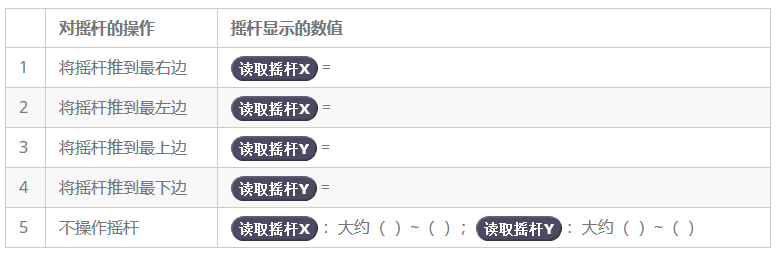 对摇杆的操作 摇杆显示的数值
1 将摇杆推到最右边 读取摇杆X =
2 将摇杆推到最左边 读取摇杆X =
3 将摇杆推到最上边 读取摇杆Y =
4 将摇杆推到最下边 读取摇杆Y =
5 不操作摇杆 读取摇杆X ：大约（ ）~（ ）； 读取摇杆Y ：大约（ ）~（ ）